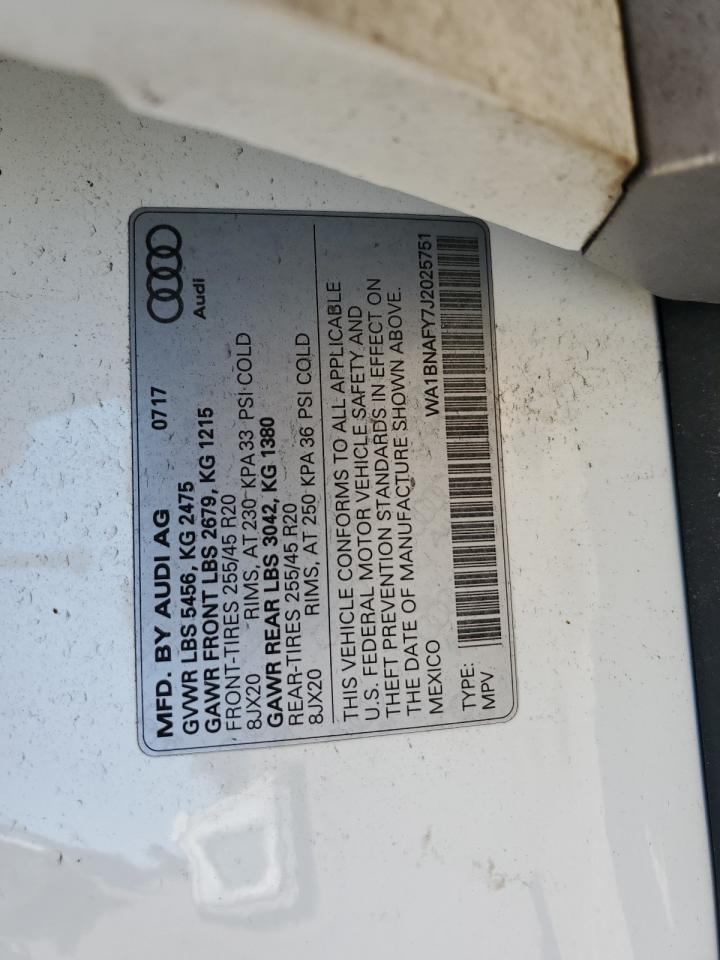 Audi
MFD. BY AUDI AG 0717
GVWR LBS 5456, KG 2475
GAWR FRONT LBS 2679, KG 1215
FRONT-TIRES 255/45 R20
8JX20 RIMS, AT 230 KPA 33 PSI COLD
GAWR REAR LBS 3042, KG 1380
REAR-TIRES 255/45 R20
8JX20 RIMS, AT 250 KPA 36 PSI COLD
THIS VEHICLE CONFORMS TO ALL APPLICABLE
U.S. FEDERAL MOTOR VEHICLE SAFETY AND
THEFT PREVENTION STANDARDS IN EFFECT ON
THE DATE OF MANUFACTURE SHOWN ABOVE.
MEXICO WA1BNAFY7J2025751
TYPE:
MPV